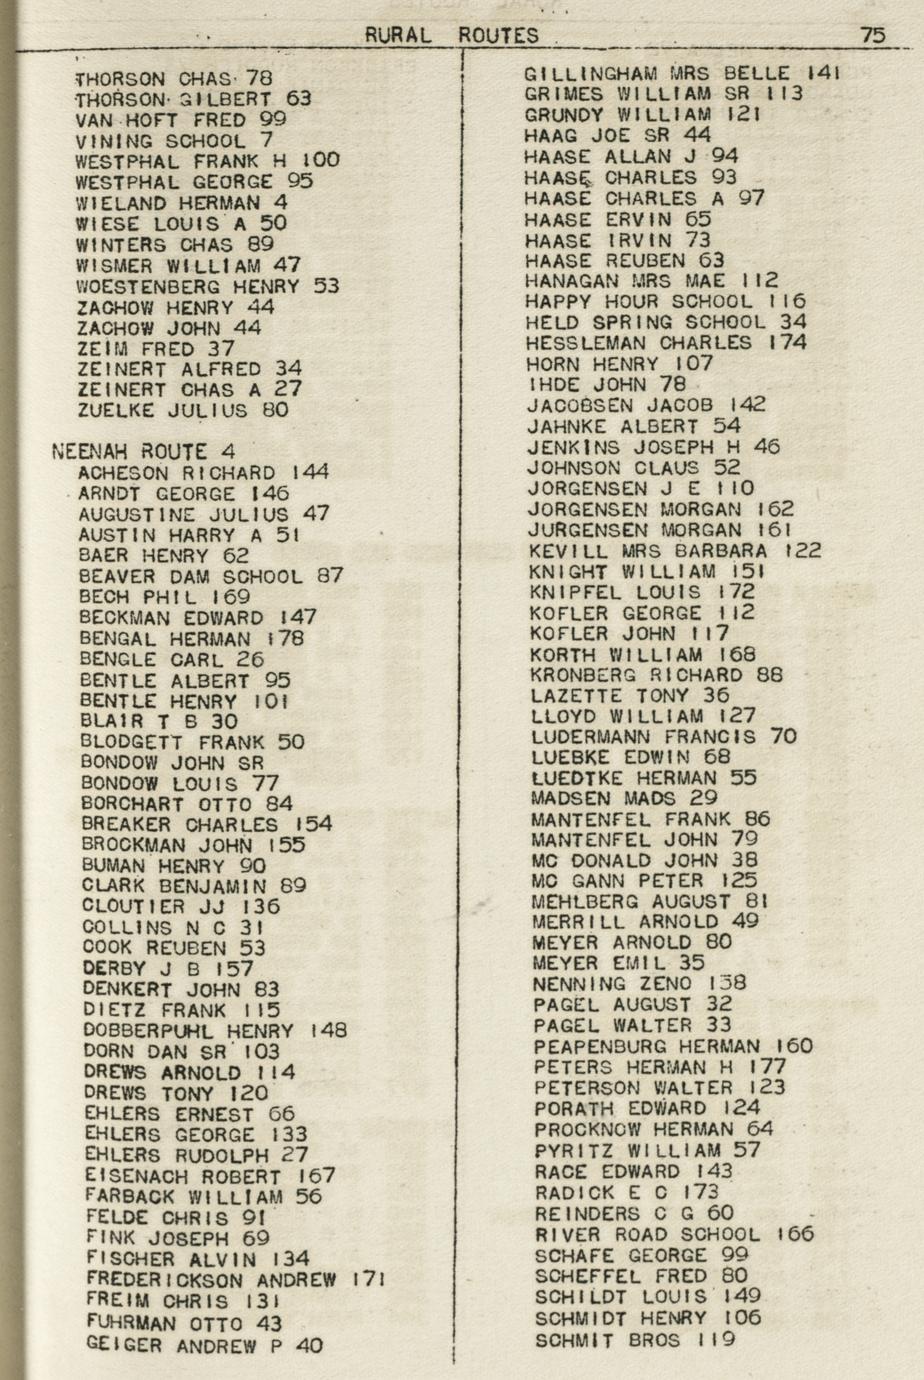 RURAL ROUTES 75
THORSON CHAS 78
THORSON GILBERT 63
VAN HOFT FRED 99
VINING SCHOOL 7
WESTPHAL FRANK H 100
WESTPHAL GEORGE 95
WIELAND HERMAN 4
WIESE LOUIS A 50
WINTERS CHAS 89
WISMER WILLIAM 47
WOESTENBERG HENRY 53
ZACHOW HENRY 44
ZACHOW JOHN 44
ZEIM FRED 37
ZEINERT ALFRED 34
ZEINERT CHAS A 27
ZUELKE JULIUS 80
NEENAH ROUTE 4
ACHESON RICHARD 144
ARNDT GEORGE 146
AUGUSTINE JULIUS 47
AUSTIN HARRY A 51
BAER HENRY 62
BEAVER DAM SCHOOL 87
BECH PHIL 169
BECKMAN EDWARD 147
BENGAL HERMAN 178
BENGLE CARL 26
BENTLE ALBERT 95
BENTLE HENRY 101
BLAIR T B 30
BLODGETT FRANK 50
BONDOW JOHN SR
BONDOW LOUIS 77
BORCHART OTTO 84
BREAKER CHARLES 154
BROCKMAN JOHN 155
BUMAN HENRY 90
CLARK BENJAMIN 89
CLOUTIER JJ 136
COLLINS N C 31
COOK REUBEN 53
DERBY J B 157
DENKERT JOHN 83
DIETZ FRANK 115
DOBBERPUHL HENRY 148
DORN DAN SR 103
DREWS ARNOLD 114
DREWS TONY 120
EHLERS ERNEST 66
EHLERS GEORGE 133
EHLERS RUDOLPH 27
EISENACH ROBERT 167
FARBACK WILLIAM 56
FELDE CHRIS 91
FINK JOSEPH 69
FISCHER ALVIN 134
FREDERICKSON ANDREW 171
FREIM CHRIS 131
FUHRMAN OTTO 43
GEIGER ANDREW P 40
GILLINGHAM MRS BELLE 141
GRIMES WILLIAM SR 113
GRUNDY WILLIAM 121
HAAG JOE SR 44
HAASE ALLAN J 94
HAASE CHARLES 93
HAASE CHARLES A 97
HAASE ERVIN 65
HAASE IRVIN 73
HAASE REUBEN 63
HANAGAN MRS MAE 112
HAPPY HOUR SCHOOL 116
HELD SPRING SCHOOL 34
HESSLEMAN CHARLES 174
HORN HENRY 107
IHDE JOHN 78
JACOBSEN JACOB 142
JAHNKE ALBERT 54
JENKINS JOSEPH H 46
JOHNSON CLAUS 52
JORGENSEN J E 110
JORGENSEN MORGAN 162
JURGENSEN MORGAN 161
KEVILL MRS BARBARA 122
KNIGHT WILLIAM 151
KNIPFEL LOUIS 172
KOFLER GEORGE 112
KOFLER JOHN 117
KORTH WILLIAM 168
KRONBERG RICHARD 88
LAZETTE TONY 36
LLOYD WILLIAM 127
LUDERMANN FRANCIS 70
LUEBKE EDWIN 68
LUEDTKE HERMAN 55
MADSEN MADS 29
MANTENFEL FRANK 86
MANTENFEL JOHN 79
MC DONALD JOHN 38
MC GANN PETER 125
MEHLBERG AUGUST 81
MERRILL ARNOLD 49
MEYER ARNOLD 80
MEYER EMIL 35
NENNING ZENO 158
PAGEL AUGUST 32
PAGEL WALTER 33
PEAPENBURG HERMAN 160
PETERS HERMAN H 177
PETERSON WALTER 123
PORATH EDWARD 124
PROCKNOW HERMAN 64
PYRITZ WILLIAM 57
RACE EDWARD 143
RADICK E C 173
REINDERS C G 60
RIVER ROAD SCHOOL 166
SCHAFE GEORGE 99
SCHEFFEL FRED 80
SCHILDT LOUIS 149
SCHMIDT HENRY 106
SCHMIT BROS 119